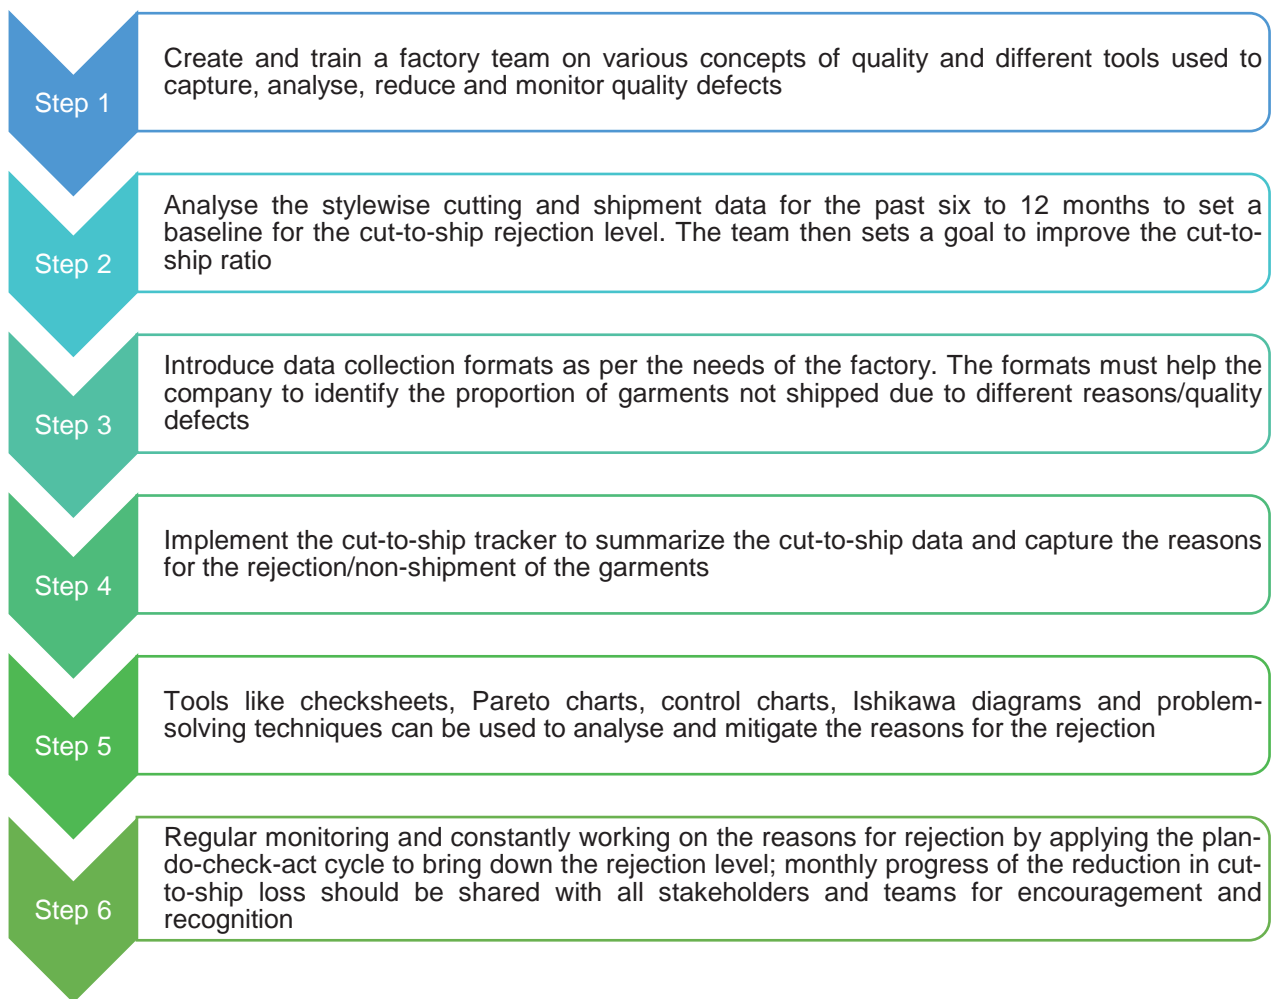 Step 1
Create and train a factory team on various concepts of quality and different tools used to
capture, analyse, reduce and monitor quality defects
Step 2
Analyse the stylewise cutting and shipment data for the past six to 12 months to set a
baseline for the cut-to-ship rejection level. The team then sets a goal to improve the cut-to-
ship ratio
Step 3
Introduce data collection formats as per the needs of the factory. The formats must help the
company to identify the proportion of garments not shipped due to different reasons/quality
defects
Step 4
Implement the cut-to-ship tracker to summarize the cut-to-ship data and capture the reasons
for the rejection/non-shipment of the garments
Step 5
Tools like checksheets, Pareto charts, control charts, Ishikawa diagrams and problem-
solving techniques can be used to analyse and mitigate the reasons for the rejection
Step 6
Regular monitoring and constantly working on the reasons for rejection by applying the plan-
do-check-act cycle to bring down the rejection level; monthly progress of the reduction in cut-
to-ship loss should be shared with all stakeholders and teams for encouragement and
recognition